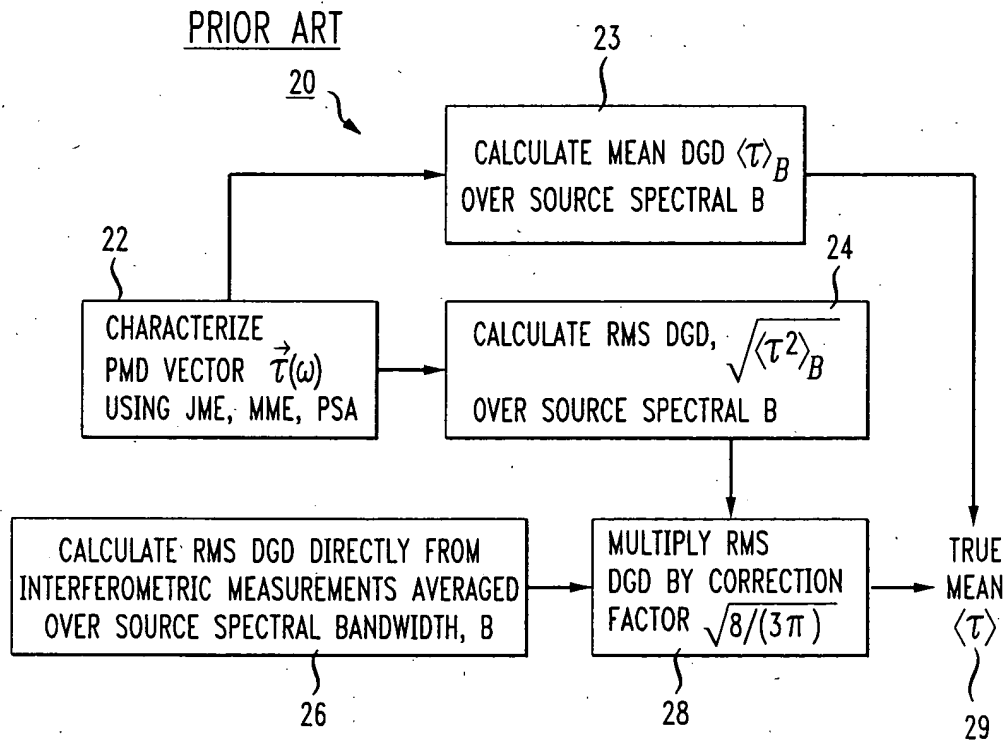 PRIOR ART
20
23
CALCULATE MEAN DGD ⟨τ⟩_B
OVER SOURCE SPECTRAL B
22
CHARACTERIZE
PMD VECTOR τ⃗(ω)
USING JME, MME, PSA
24
CALCULATE RMS DGD, √⟨τ²⟩_B
OVER SOURCE SPECTRAL B
CALCULATE RMS DGD DIRECTLY FROM
INTERFEROMETRIC MEASUREMENTS AVERAGED
OVER SOURCE SPECTRAL BANDWIDTH, B
26
MULTIPLY RMS
DGD BY CORRECTION
FACTOR √8/(3π)
28
TRUE
MEAN
⟨τ⟩
29